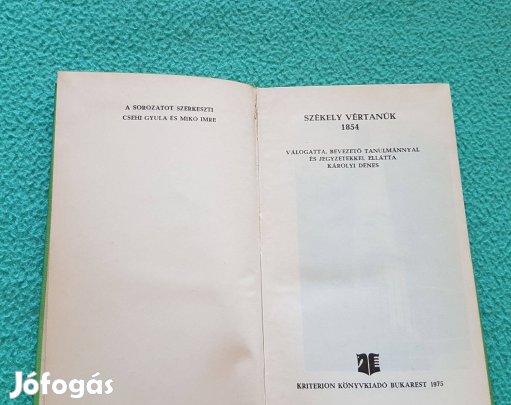 A SOROZATOT SZERKESZTI
CSEHI GYULA ÉS MIKÓ IMRE
SZÉKELY VÉRTANÚK
1854
VÁLOGATTA, BEVEZETŐ TANULMÁNNYAL
ÉS JEGYZETEKKEL ELLÁTTA
KÁROLYI DÉNES
KRITERION KÖNYVKIADÓ BUKAREST 1975
Jófogás